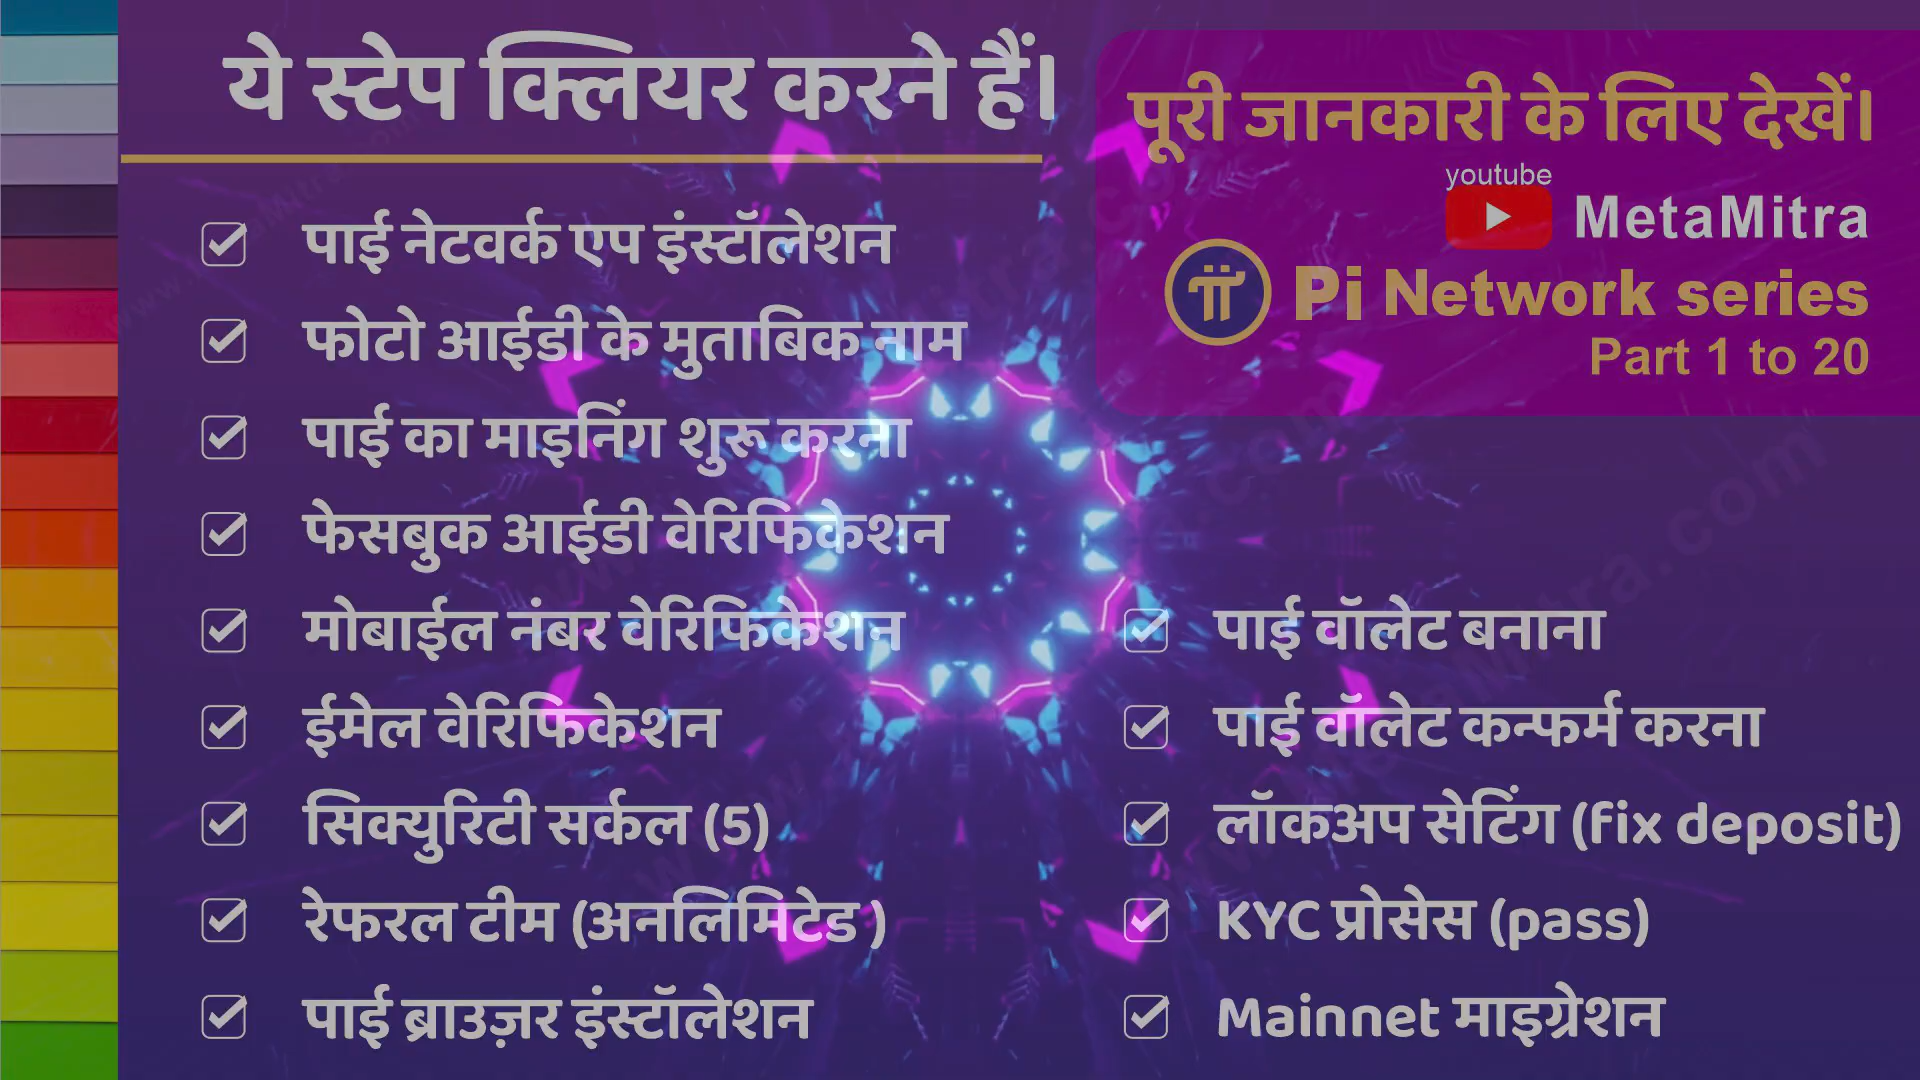 ये स्टेप क्लियर करने हैं।
पाई नेटवर्क एप इंस्टॉलेशन
फोटो आईडी के मुताबिक नाम
पाई का माइनिंग शुरू करना
फेसबुक आईडी वेरिफिकेशन
मोबाईल नंबर वेरिफिकेशन
ईमेल वेरिफिकेशन
सिक्युरिटी सर्कल (5)
रेफरल टीम (अनलिमिटेड )
पाई ब्राउज़र इंस्टॉलेशन
पूरी जानकारी के लिए देखें।
youtube
MetaMitra
Pi Network series
Part 1 to 20
पाई वॉलेट बनाना
पाई वॉलेट कन्फर्म करना
लॉकअप सेटिंग (fix deposit)
KYC प्रोसेस (pass)
Mainnet माइग्रेशन